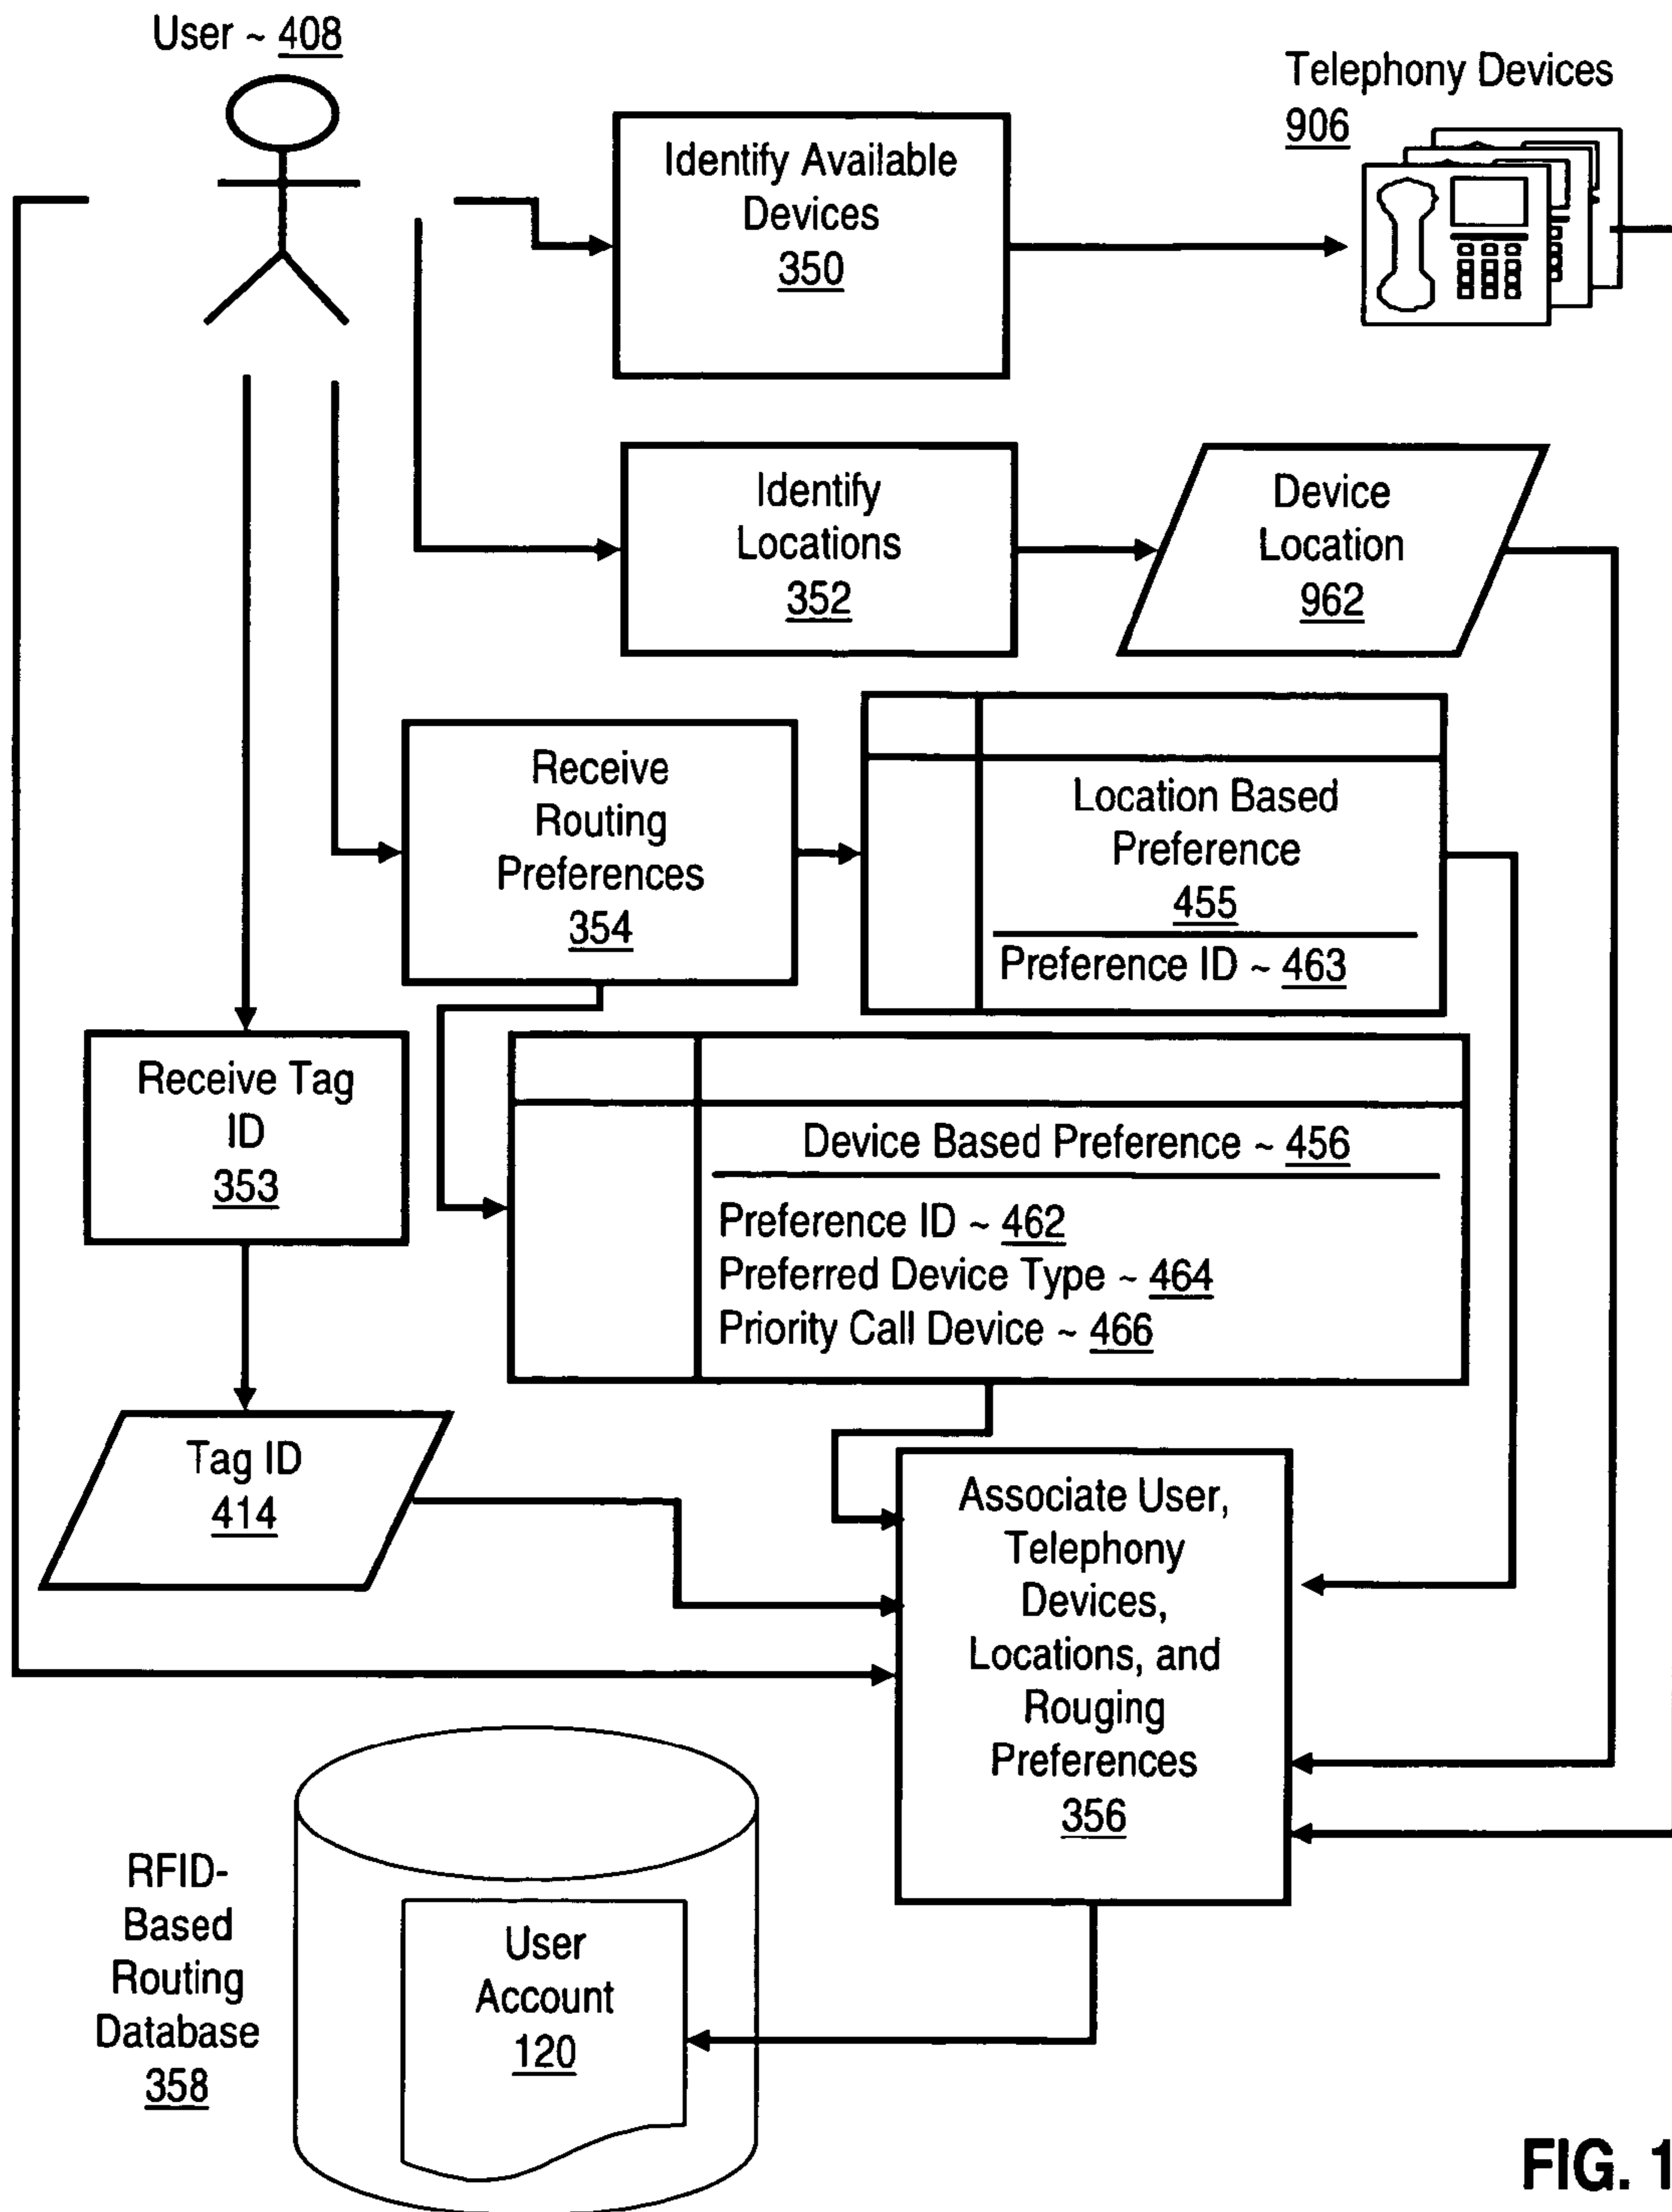 User ~ 408
Telephony Devices
906
Identify Available
Devices
350
Identify
Locations
352
Device
Location
962
Receive
Routing
Preferences
354
Location Based
Preference
455
Preference ID ~ 463
Receive Tag
ID
353
Device Based Preference ~ 456
Preference ID ~ 462
Preferred Device Type ~ 464
Priority Call Device ~ 466
Tag ID
414
Associate User,
Telephony
Devices,
Locations, and
Rouging
Preferences
356
RFID-
Based
Routing
Database
358
User
Account
120
FIG. 1